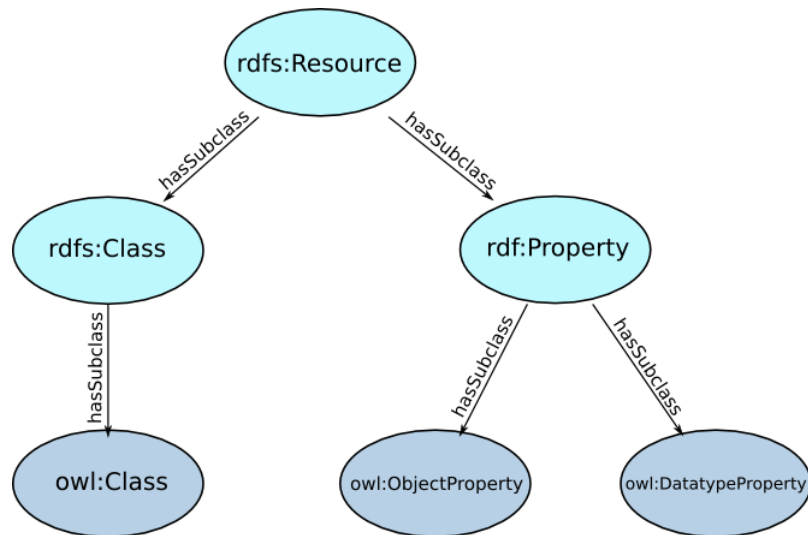 rdfs:Resource
hasSubclass
hasSubclass
rdfs:Class
rdf:Property
hasSubclass
hasSubclass
hasSubclass
owl:Class
owl:ObjectProperty
owl:DatatypeProperty